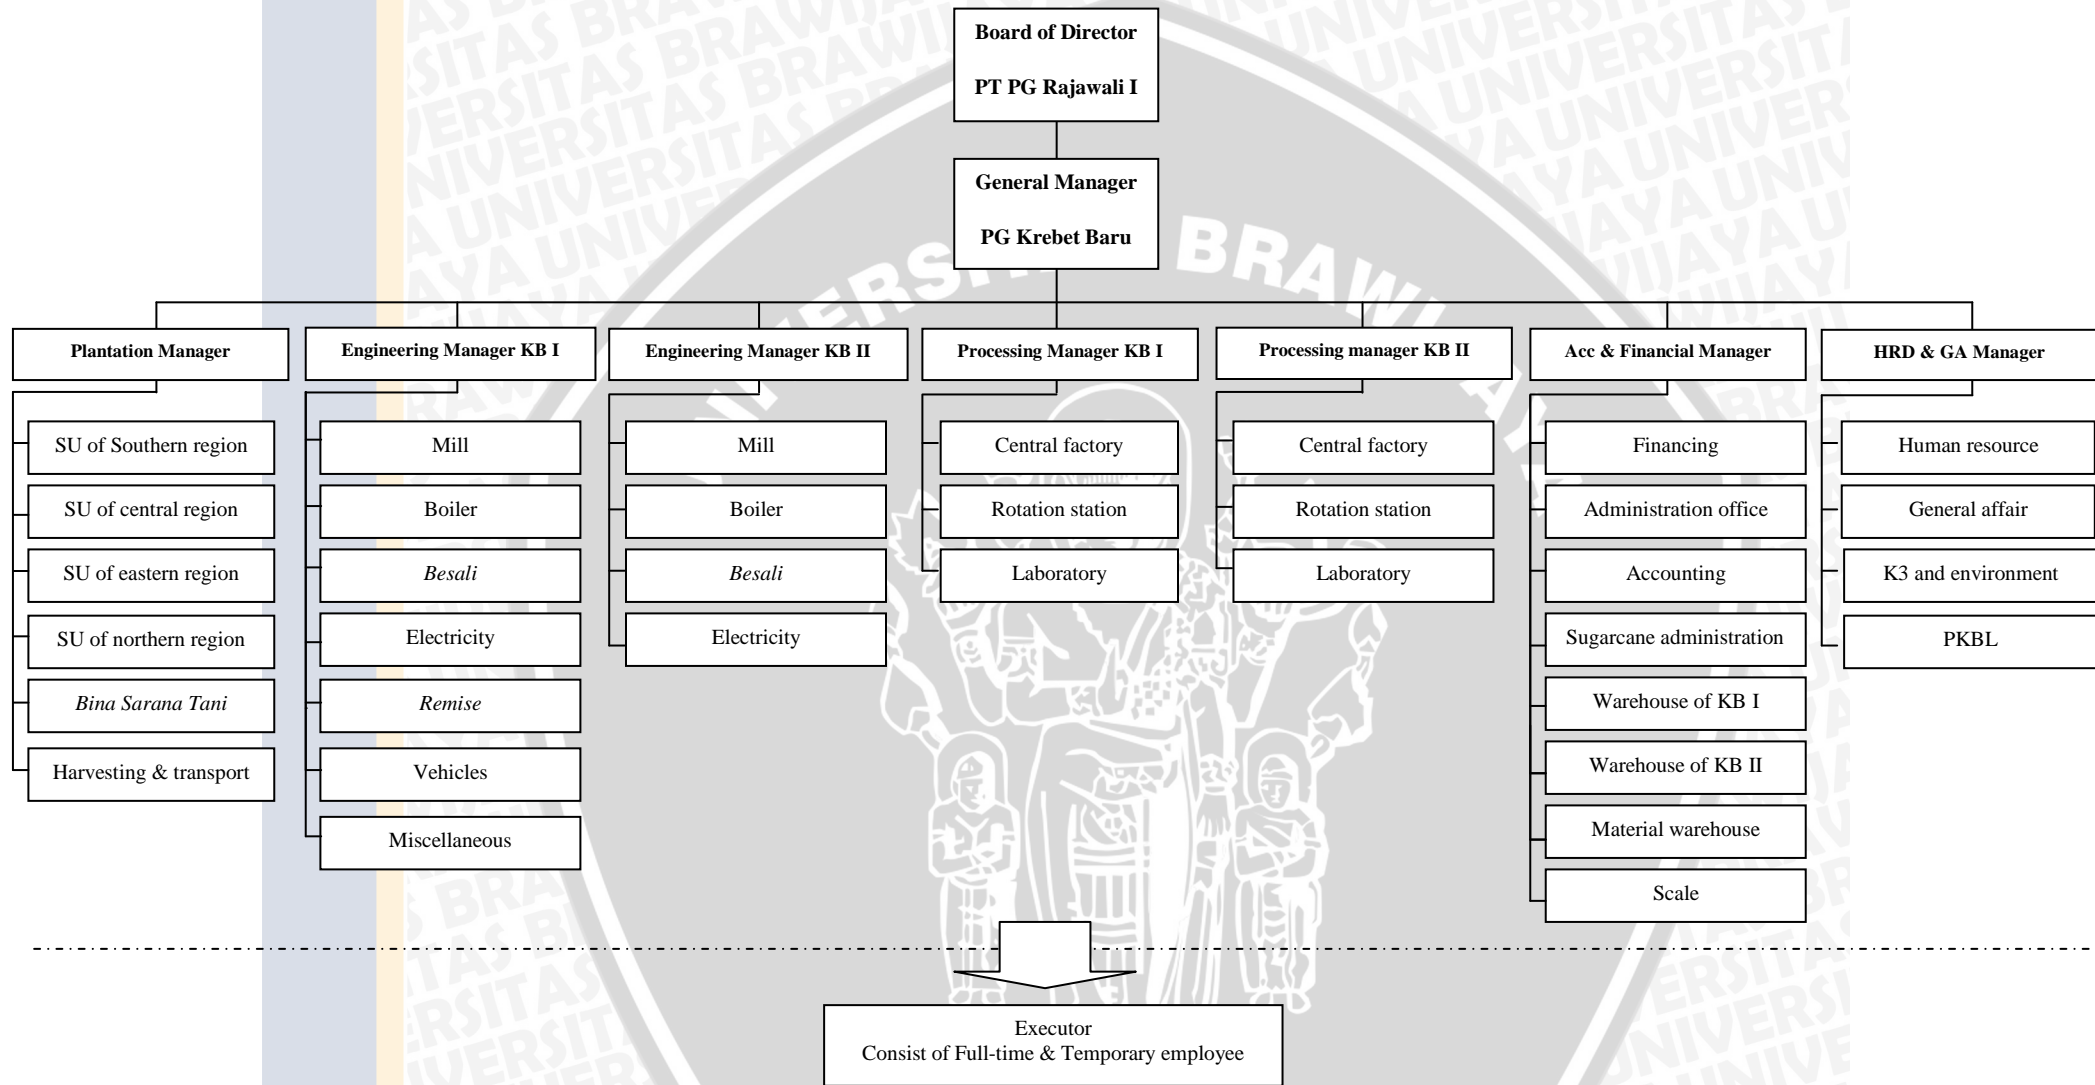 Board of Director
PT PG Rajawali I
General Manager
PG Krebet Baru
Plantation Manager
Engineering Manager KB I
Engineering Manager KB II
Processing Manager KB I
Processing manager KB II
Acc & Financial Manager
HRD & GA Manager
SU of Southern region
SU of central region
SU of eastern region
SU of northern region
Bina Sarana Tani
Harvesting & transport
Mill
Boiler
Besali
Electricity
Remise
Vehicles
Miscellaneous
Mill
Boiler
Besali
Electricity
Central factory
Rotation station
Laboratory
Central factory
Rotation station
Laboratory
Financing
Administration office
Accounting
Sugarcane administration
Warehouse of KB I
Warehouse of KB II
Material warehouse
Scale
Human resource
General affair
K3 and environment
PKBL
Executor
Consist of Full-time & Temporary employee